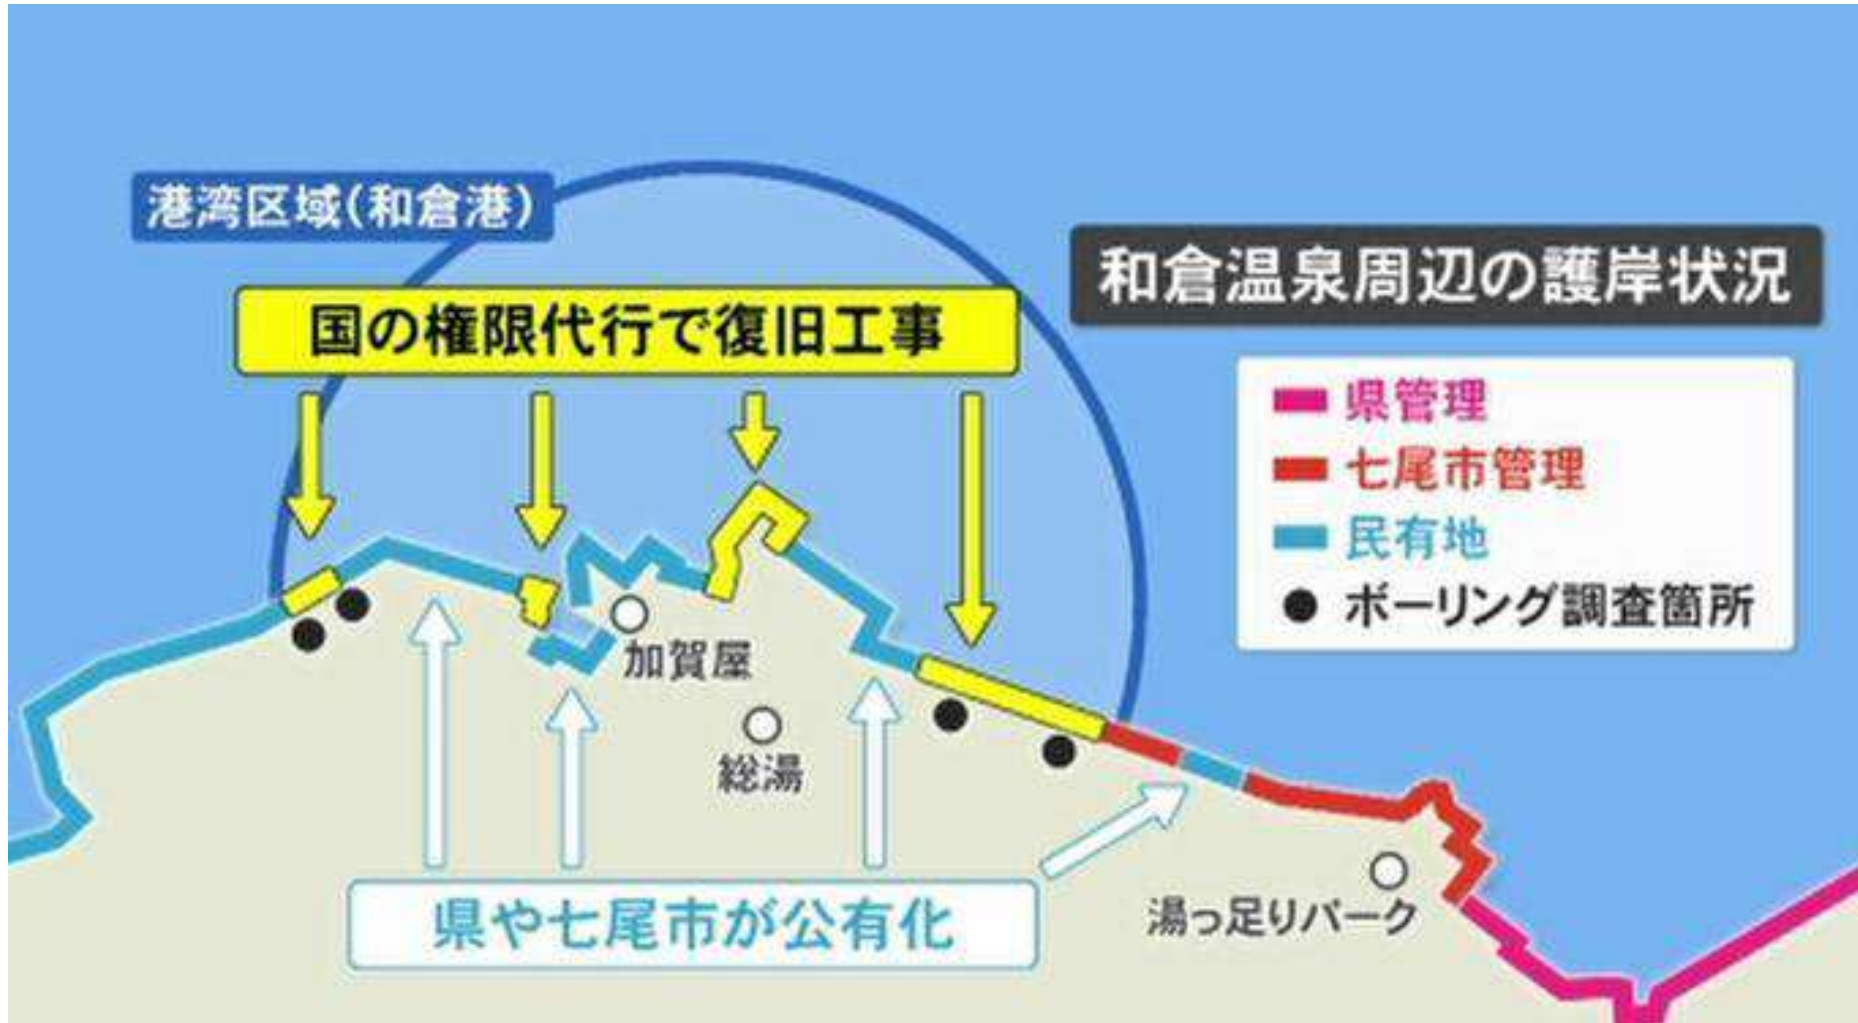 港湾区域(和倉港)
和倉温泉周辺の護岸状況
国の権限代行で復旧工事
県管理
七尾市管理
民有地
ボーリング調査箇所
加賀屋
総湯
湯っ足りパーク
県や七尾市が公有化